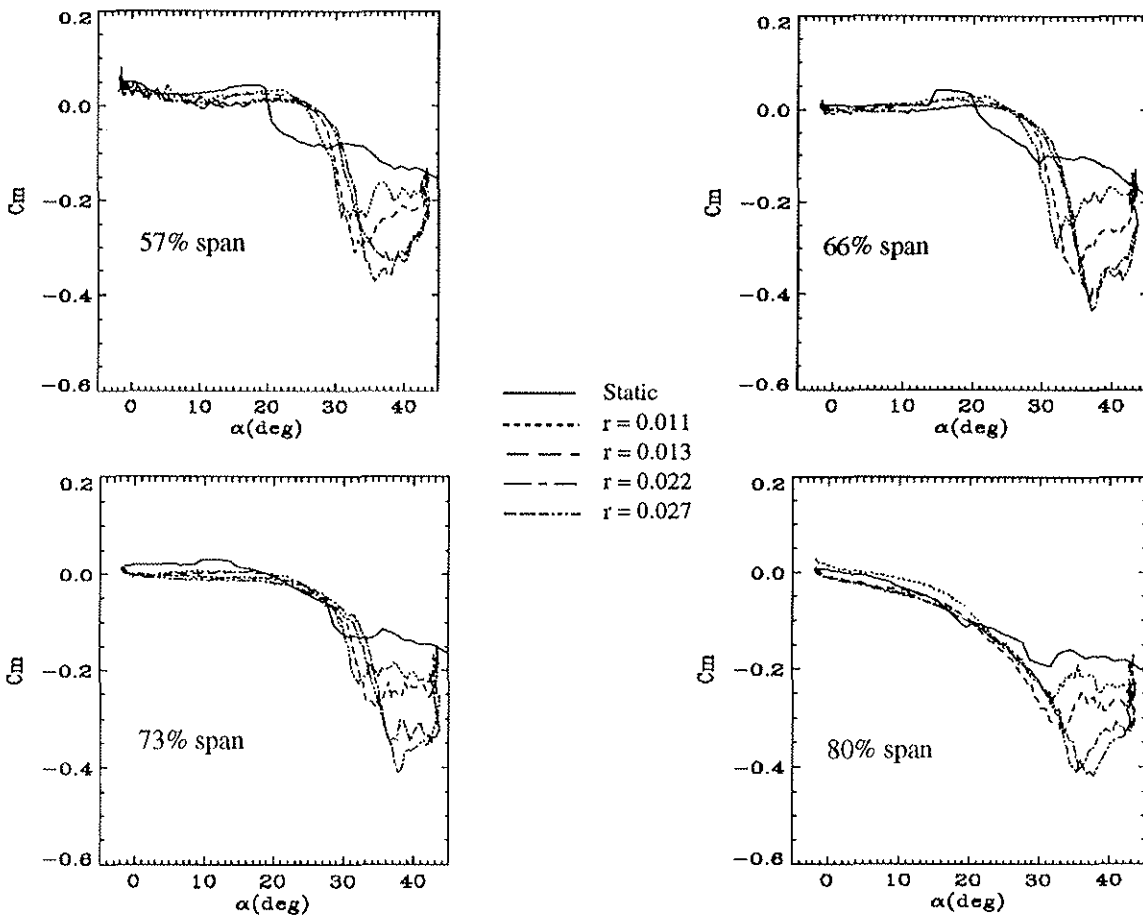 0.2
0.0
−0.2
−0.4
−0.6
Cm
57% span
0 10 20 30 40
α(deg)
0.2
0.0
−0.2
−0.4
−0.6
Cm
66% span
0 10 20 30 40
α(deg)
Static
r = 0.011
r = 0.013
r = 0.022
r = 0.027
0.2
0.0
−0.2
−0.4
−0.6
Cm
73% span
0 10 20 30 40
α(deg)
0.2
0.0
−0.2
−0.4
−0.6
Cm
80% span
0 10 20 30 40
α(deg)